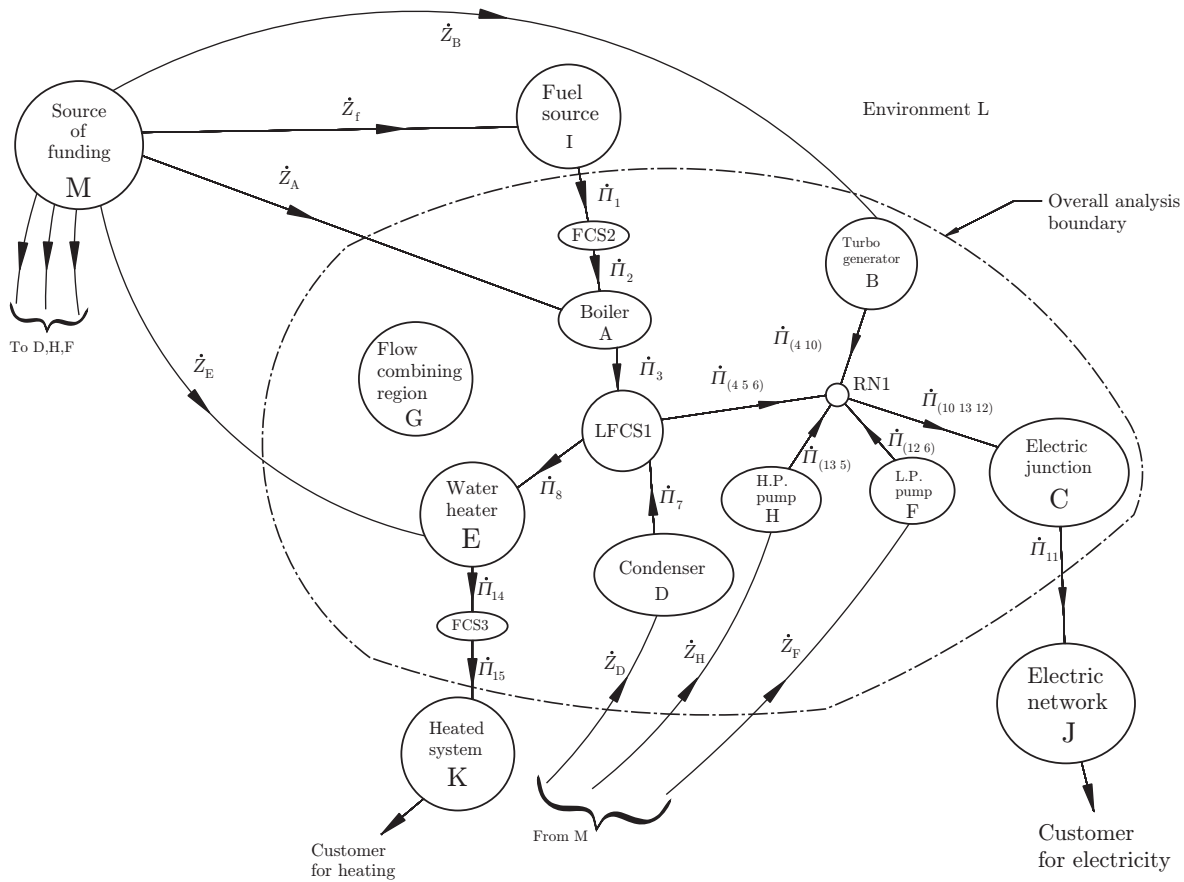 Ż_B
Source
of
funding
M
Ż_f
Fuel
source
I
Environment L
Ż_A
Π̇_1
Overall analysis
boundary
FCS2
Turbo
generator
B
Π̇_2
Boiler
A
To D,H,F
Ż_E
Flow
combining
region
G
Π̇_3
Π̇_(4 10)
Π̇_(4 5 6)
RN1
Π̇_(10 13 12)
LFCS1
Π̇_(12 6)
Π̇_(13 5)
Electric
junction
C
Water
heater
E
Π̇_8
Π̇_7
H.P.
pump
H
L.P.
pump
F
Π̇_11
Condenser
D
Π̇_14
FCS3
Π̇_15
Ż_D
Ż_H
Ż_F
Electric
network
J
Heated
system
K
From M
Customer
for heating
Customer
for electricity